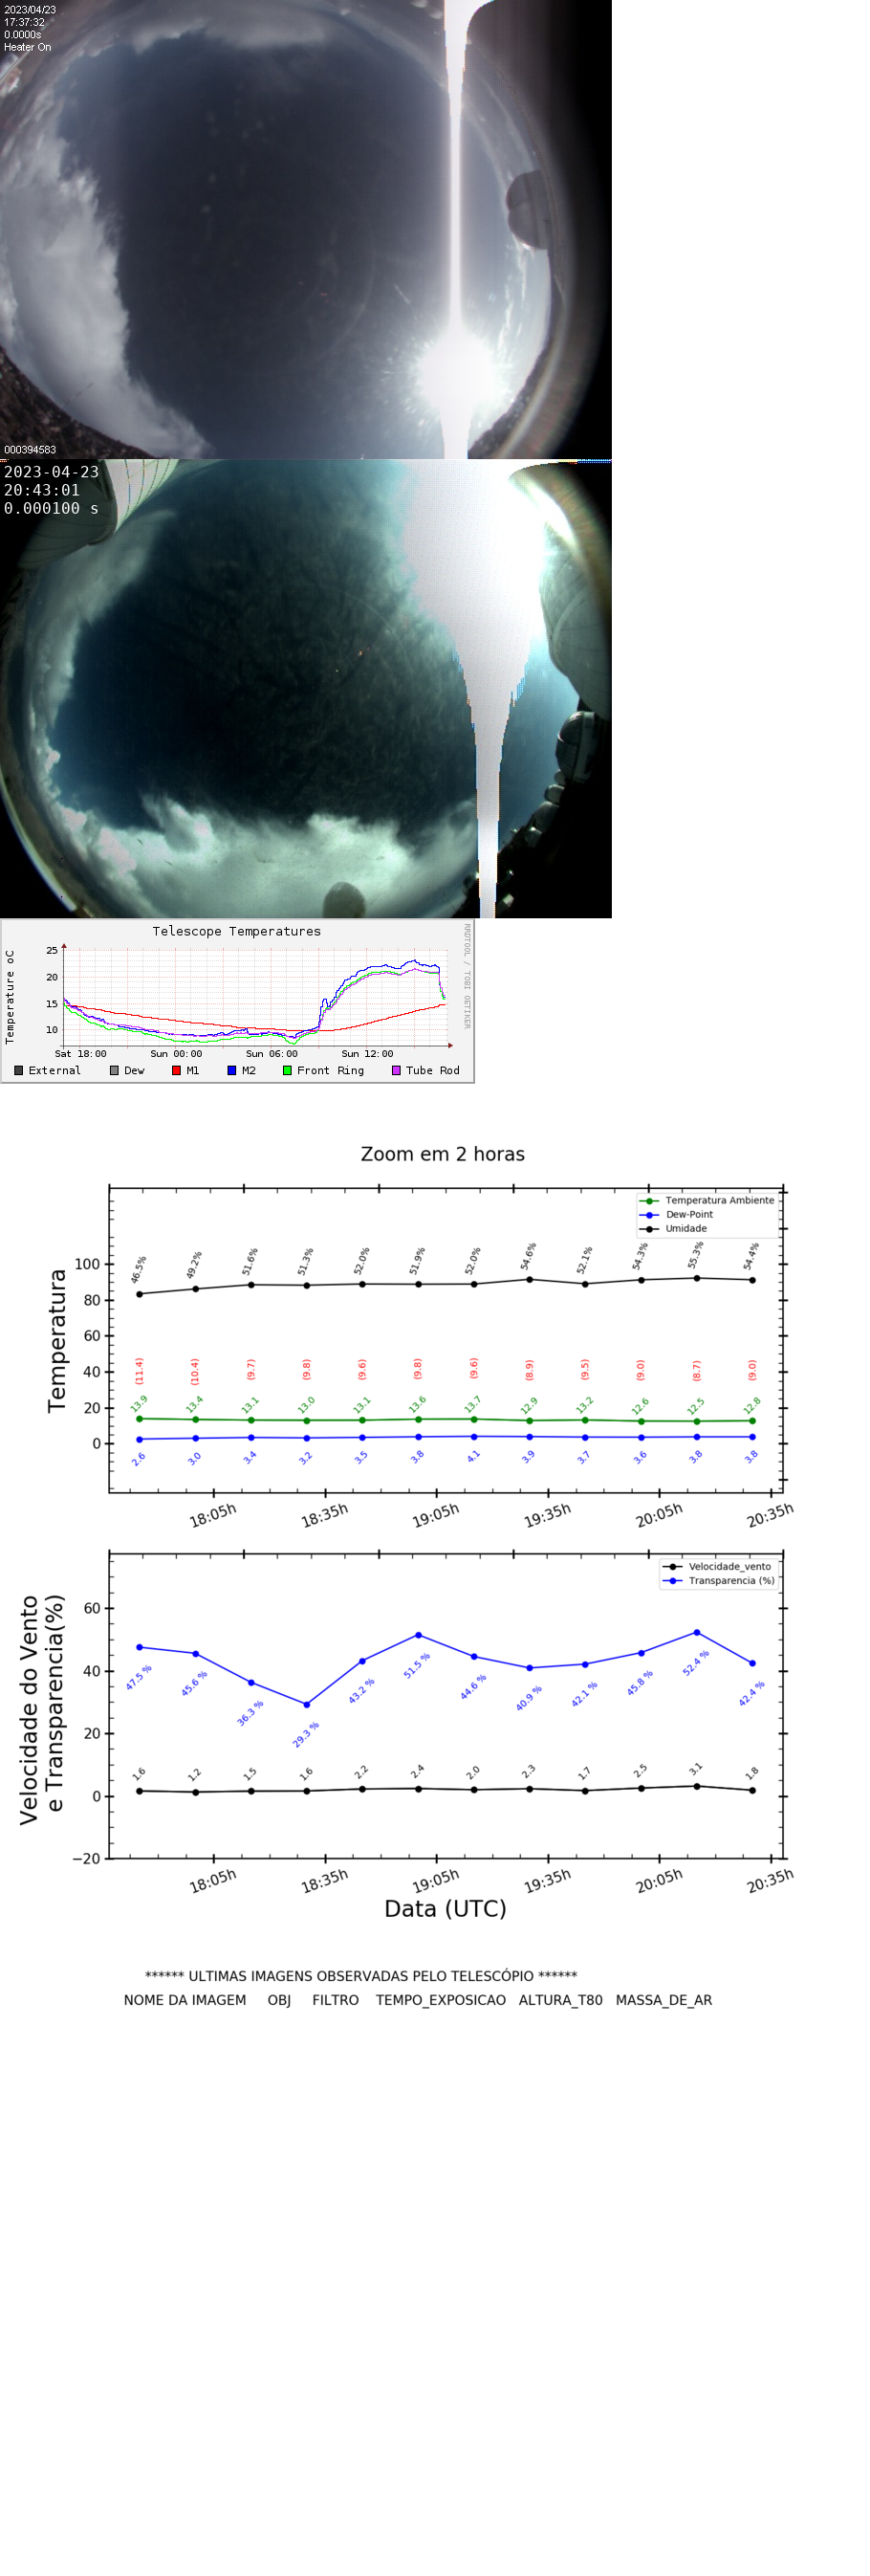 2023/04/23
17:37:32
0.0000s
Heater On
000394583
2023-04-23
20:43:01
0.000100 s
Telescope Temperatures
RRDTOOL / TOBI OETIKER
Temperature oC
25
20
15
10
Sat 18:00 Sun 00:00 Sun 06:00 Sun 12:00
External Dew M1 M2 Front Ring Tube Rod
Zoom em 2 horas
Temperatura Ambiente
Dew-Point
Umidade
Temperatura
100
80
60
40
20
0
46.5% 49.2% 51.6% 51.3% 52.0% 51.9% 52.0% 54.6% 52.1% 54.3% 55.3% 54.4%
(11.4) (10.4) (9.7) (9.8) (9.6) (9.8) (9.6) (8.9) (9.5) (9.0) (8.7) (9.0)
13.9 13.4 13.1 13.0 13.1 13.6 13.7 12.9 13.2 12.6 12.5 12.8
2.6 3.0 3.4 3.2 3.5 3.8 4.1 3.9 3.7 3.6 3.8 3.8
18:05h 18:35h 19:05h 19:35h 20:05h 20:35h
Velocidade_vento
Transparencia (%)
Velocidade do Vento
e Transparencia(%)
60
40
20
0
−20
47.5 % 45.6 % 36.3 % 29.3 % 43.2 % 51.5 % 44.6 % 40.9 % 42.1 % 45.8 % 52.4 % 42.4 %
1.6 1.2 1.5 1.6 2.2 2.4 2.0 2.3 1.7 2.5 3.1 1.8
18:05h 18:35h 19:05h 19:35h 20:05h 20:35h
Data (UTC)
****** ULTIMAS IMAGENS OBSERVADAS PELO TELESCÓPIO ******
NOME DA IMAGEM OBJ FILTRO TEMPO_EXPOSICAO ALTURA_T80 MASSA_DE_AR